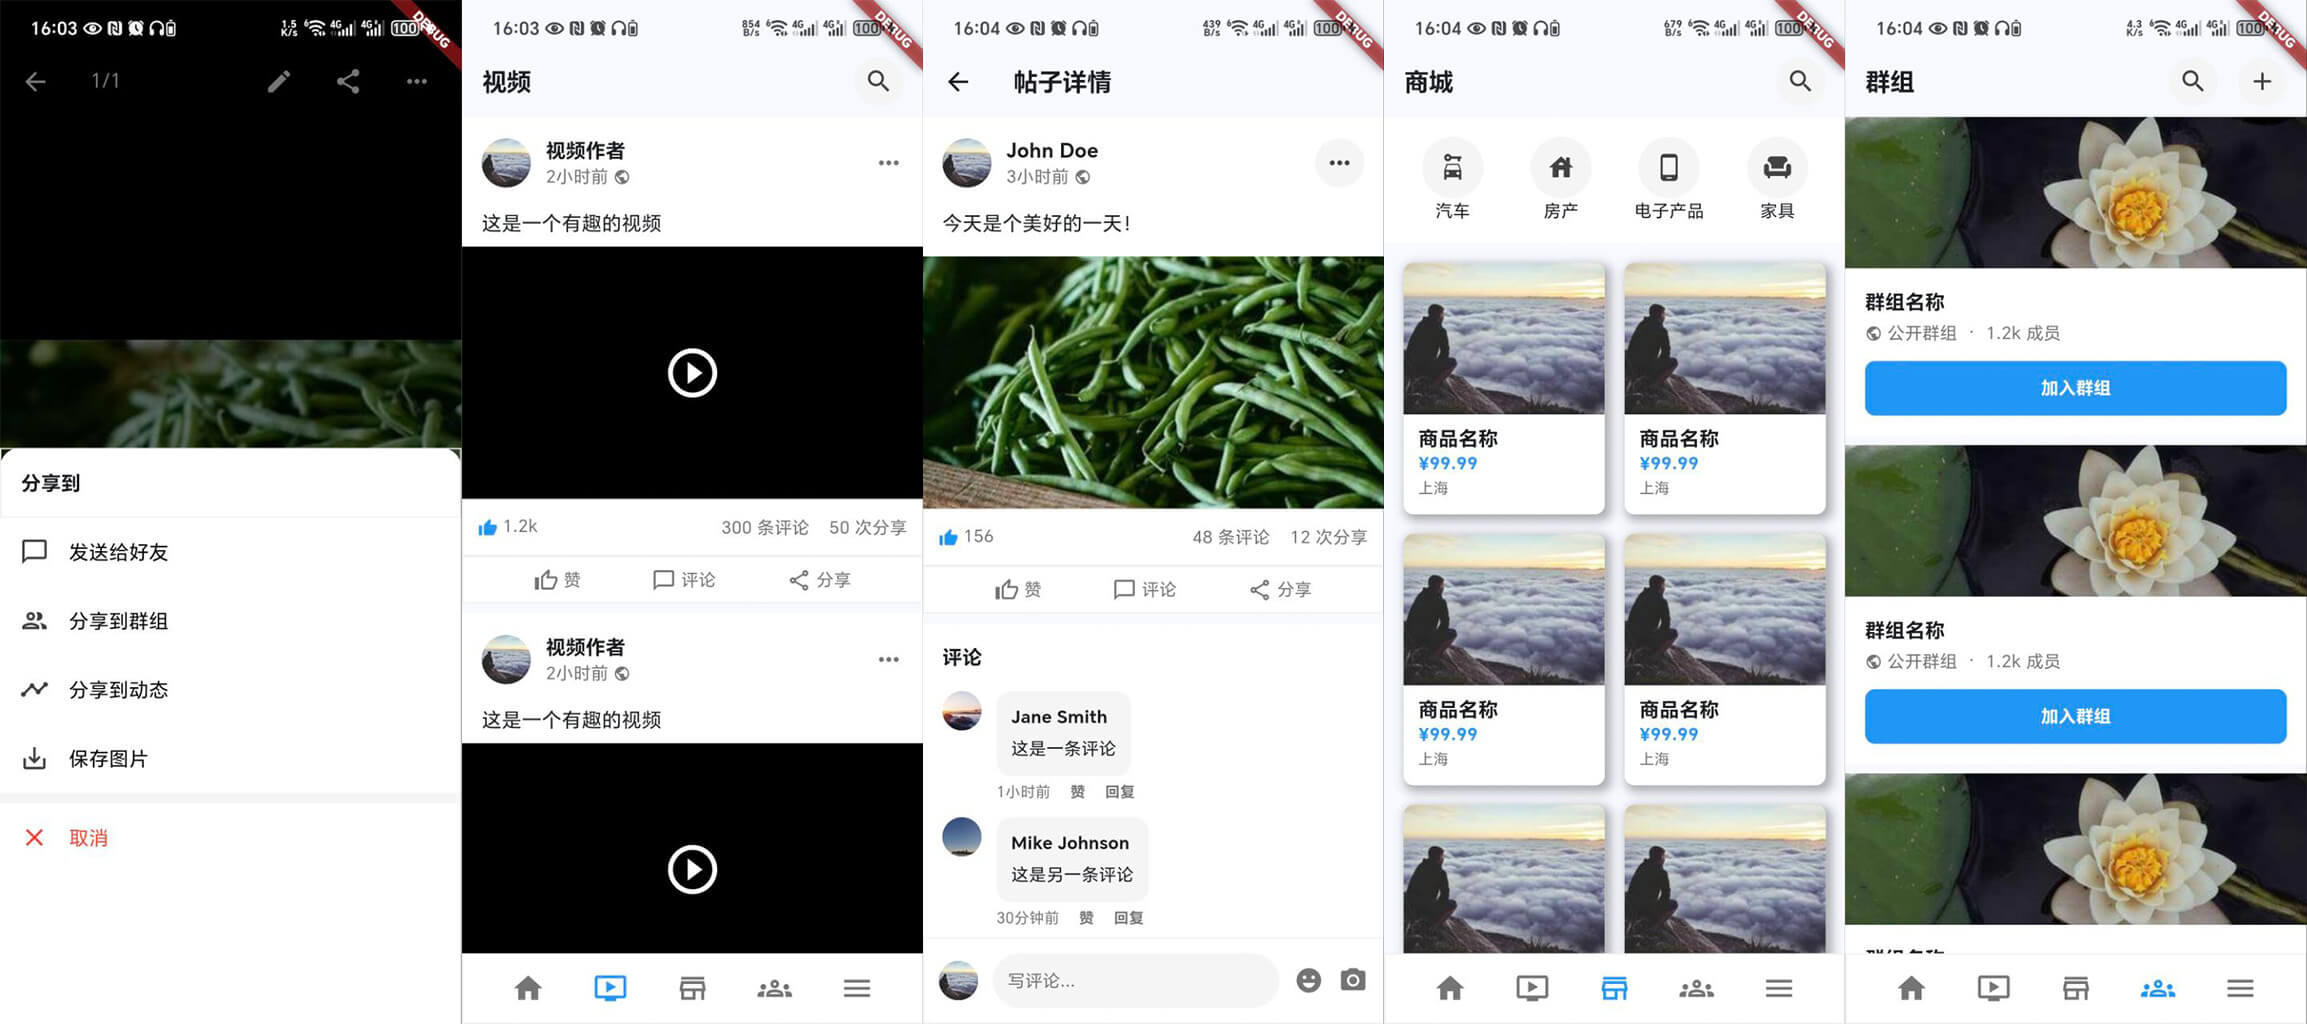 16:03
1.5 K/s
4G
4G
100
DEBUG
1/1
分享到
发送给好友
分享到群组
分享到动态
保存图片
取消
16:03
854 B/s
4G
4G
100
DEBUG
视频
视频作者
2小时前
这是一个有趣的视频
1.2k
300 条评论 50 次分享
赞 评论 分享
视频作者
2小时前
这是一个有趣的视频
16:04
439 B/s
4G
4G
100
DEBUG
帖子详情
John Doe
3小时前
今天是个美好的一天!
156
48 条评论 12 次分享
赞 评论 分享
评论
Jane Smith
这是一条评论
1小时前 赞 回复
Mike Johnson
这是另一条评论
30分钟前 赞 回复
写评论...
16:04
679 B/s
4G
4G
100
DEBUG
商城
汽车 房产 电子产品 家具
商品名称
¥99.99
上海
商品名称
¥99.99
上海
商品名称
¥99.99
上海
商品名称
¥99.99
上海
16:04
4.3 K/s
4G
4G
100
DEBUG
群组
群组名称
公开群组 · 1.2k 成员
加入群组
群组名称
公开群组 · 1.2k 成员
加入群组